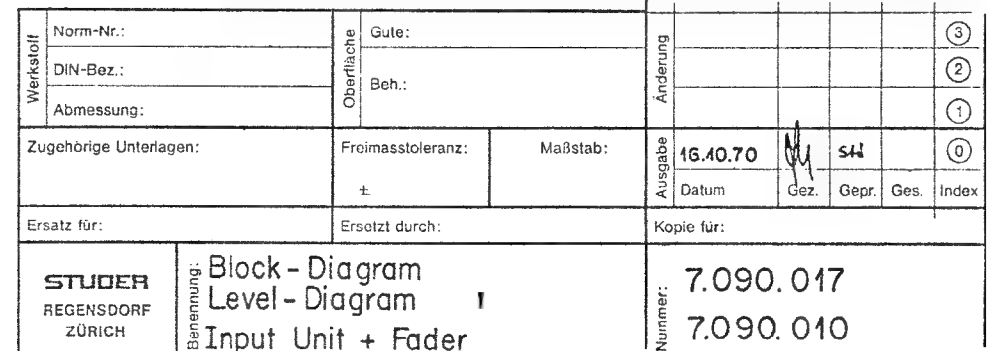 Werkstoff
Norm-Nr.:
DIN-Bez.:
Abmessung:
Oberfläche
Gute:
Beh.:
Änderung
3
2
1
Zugehörige Unterlagen:
Freimasstoleranz:
±
Maßstab:
Ausgabe
16.10.70 0
Datum Gez. Gepr. Ges. Index
Ersatz für:
Ersetzt durch:
Kopie für:
STUDER
REGENSDORF
ZÜRICH
Benennung:
Block-Diagram
Level-Diagram
Input Unit + Fader
Nummer:
7.090.017
7.090.010